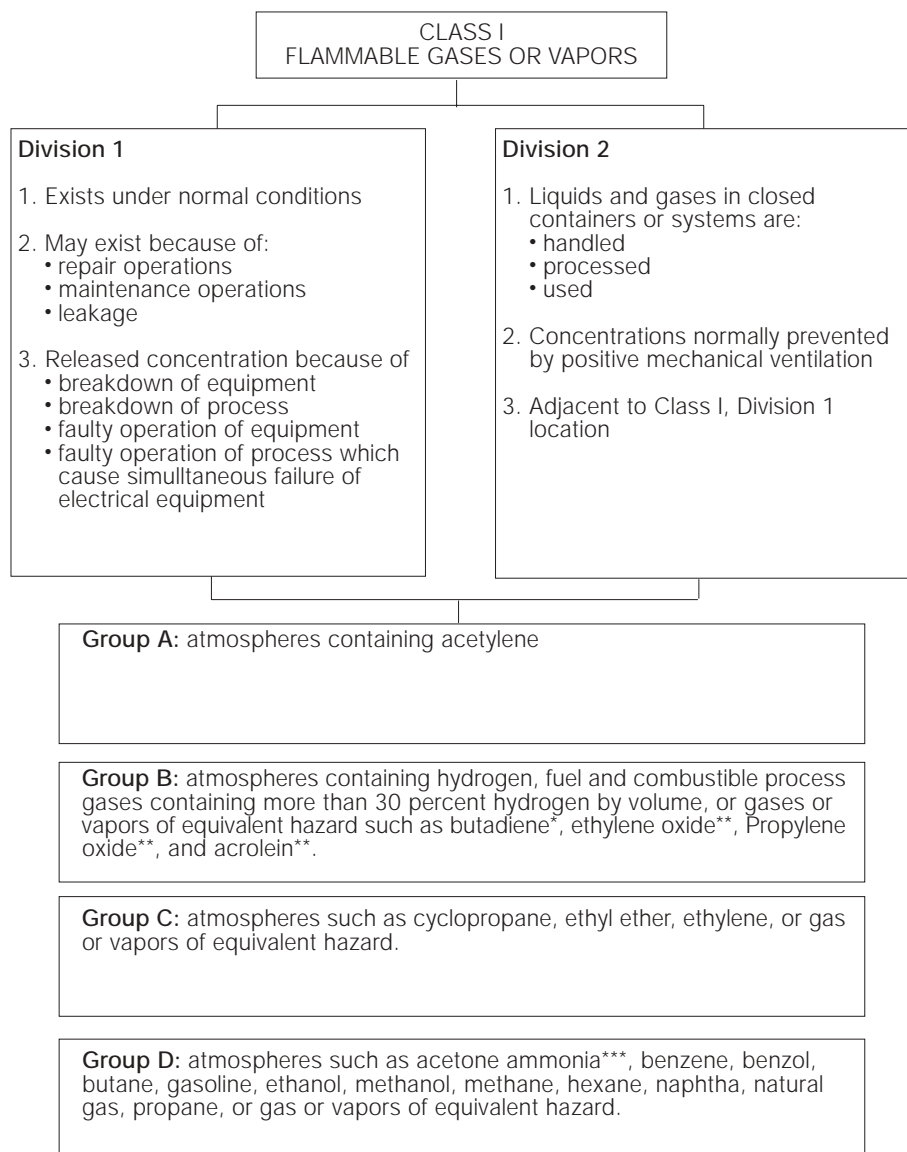 CLASS I
FLAMMABLE GASES OR VAPORS
Division 1
1. Exists under normal conditions
2. May exist because of:
• repair operations
• maintenance operations
• leakage
3. Released concentration because of
• breakdown of equipment
• breakdown of process
• faulty operation of equipment
• faulty operation of process which
cause simulltaneous failure of
electrical equipment
Division 2
1. Liquids and gases in closed
containers or systems are:
• handled
• processed
• used
2. Concentrations normally prevented
by positive mechanical ventilation
3. Adjacent to Class I, Division 1
location
Group A: atmospheres containing acetylene
Group B: atmospheres containing hydrogen, fuel and combustible process
gases containing more than 30 percent hydrogen by volume, or gases or
vapors of equivalent hazard such as butadiene*, ethylene oxide**, Propylene
oxide**, and acrolein**.
Group C: atmospheres such as cyclopropane, ethyl ether, ethylene, or gas
or vapors of equivalent hazard.
Group D: atmospheres such as acetone ammonia***, benzene, benzol,
butane, gasoline, ethanol, methanol, methane, hexane, naphtha, natural
gas, propane, or gas or vapors of equivalent hazard.